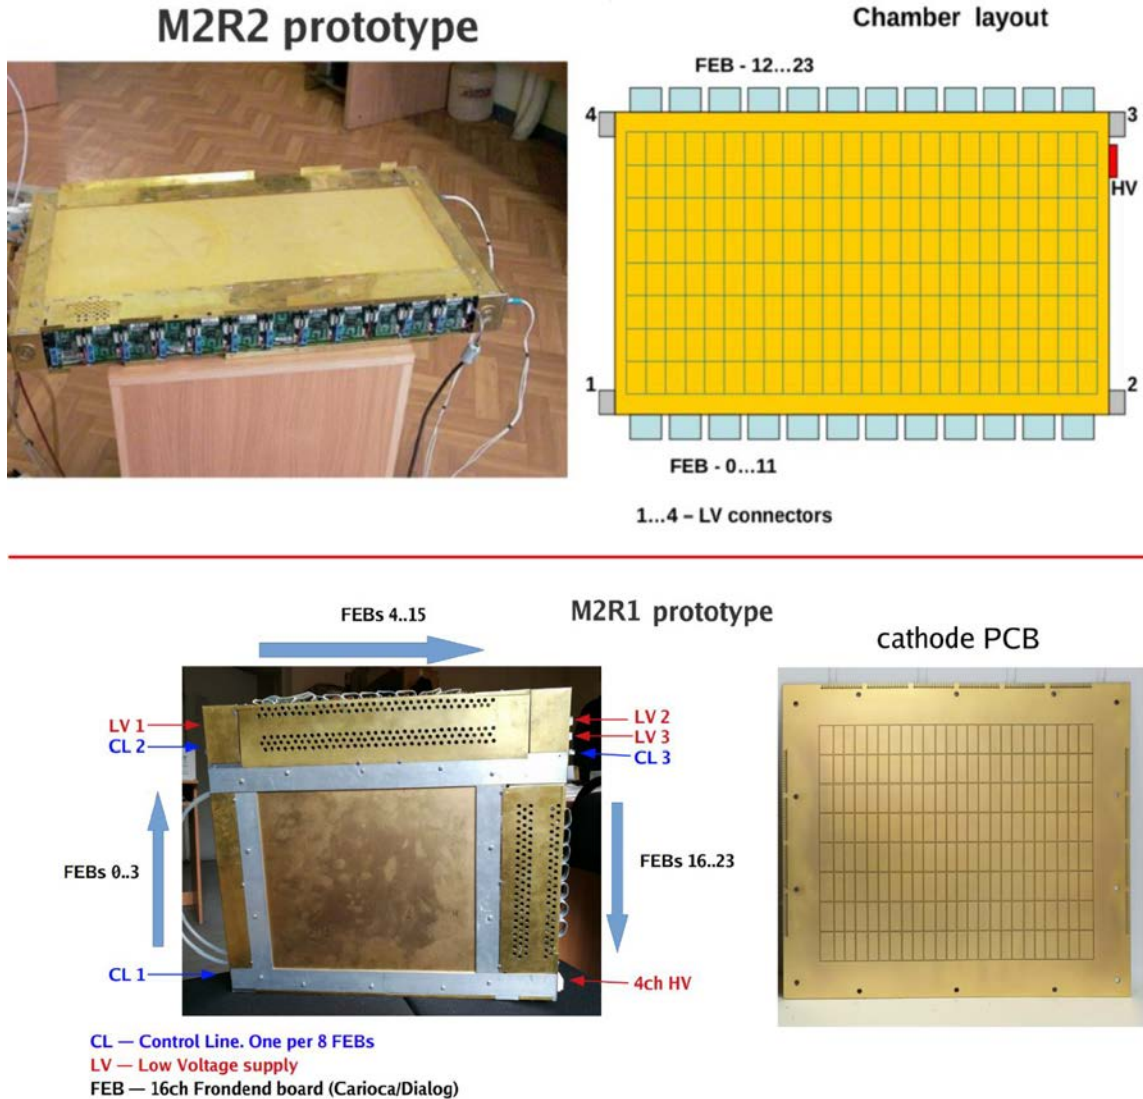 M2R2 prototype
Chamber layout
FEB - 12...23
4
3
HV
1
2
FEB - 0...11
1...4 – LV connectors
FEBs 4..15
M2R1 prototype
cathode PCB
LV 1
CL 2
LV 2
LV 3
CL 3
FEBs 0..3
FEBs 16..23
CL 1
4ch HV
CL — Control Line. One per 8 FEBs
LV — Low Voltage supply
FEB — 16ch Frondend board (Carioca/Dialog)